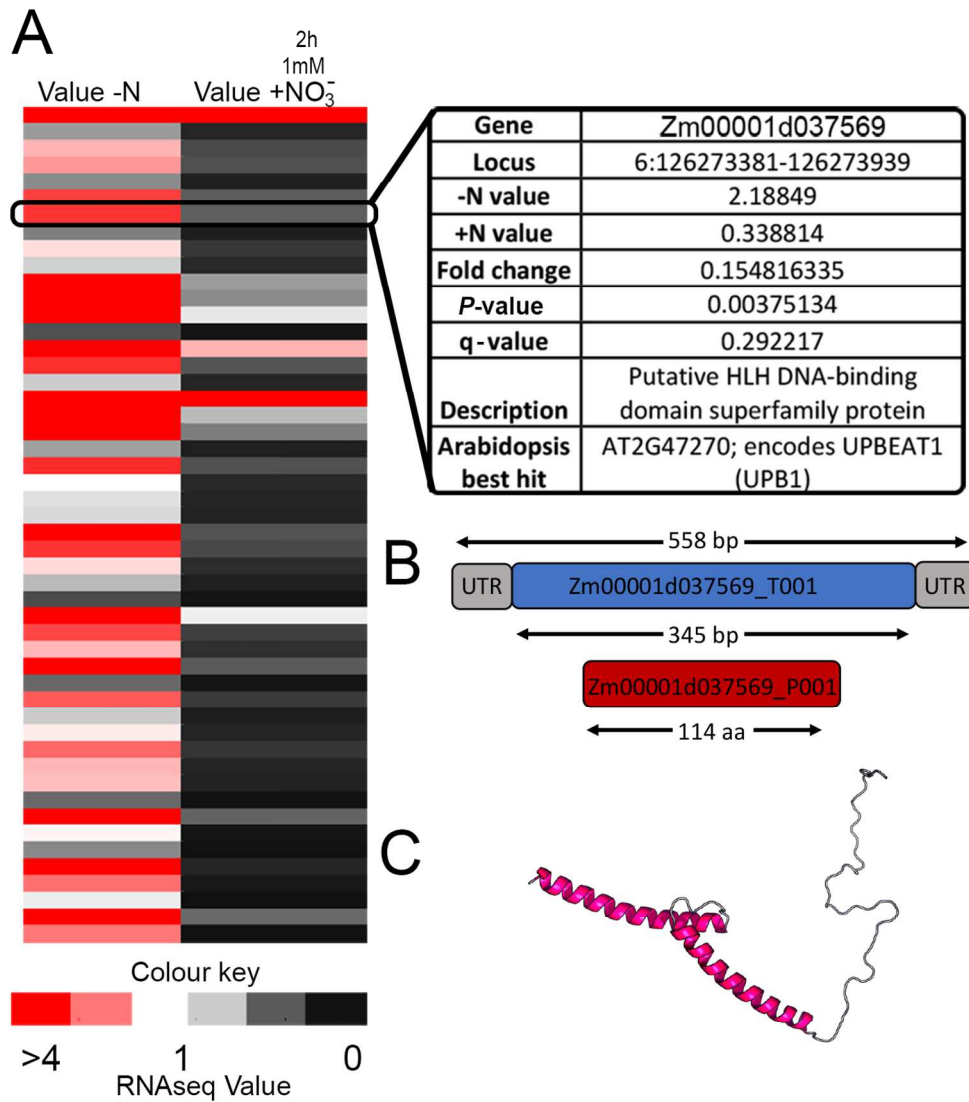 A
2h
1mM
Value -N Value +NO₃⁻
Gene Zm00001d037569
Locus 6:126273381-126273939
-N value 2.18849
+N value 0.338814
Fold change 0.154816335
P-value 0.00375134
q-value 0.292217
Description Putative HLH DNA-binding
domain superfamily protein
Arabidopsis best hit AT2G47270; encodes UPBEAT1
(UPB1)
B
558 bp
UTR Zm00001d037569_T001 UTR
345 bp
Zm00001d037569_P001
114 aa
C
Colour key
>4 1 0
RNAseq Value